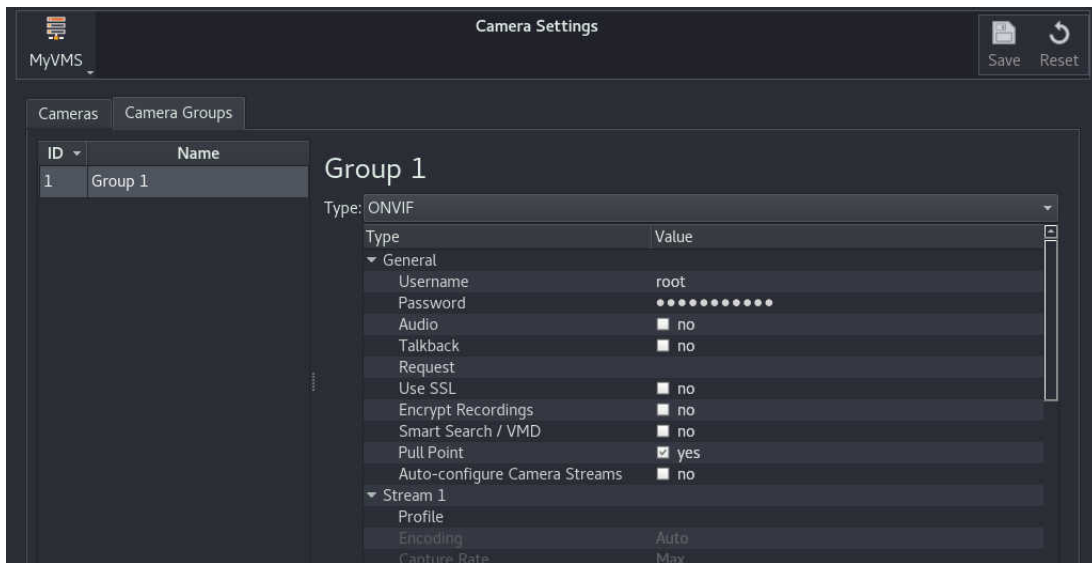 Camera Settings
MyVMS
Save Reset
Cameras Camera Groups
ID Name
1 Group 1
Group 1
Type: ONVIF
Type Value
General
Username root
Password ●●●●●●●●●●●
Audio no
Talkback no
Request
Use SSL no
Encrypt Recordings no
Smart Search / VMD no
Pull Point yes
Auto-configure Camera Streams no
Stream 1
Profile
Encoding Auto
Capture Rate Max